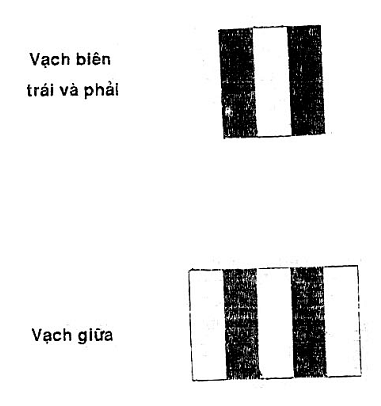 Vạch biên
trái và phải
Vạch giữa